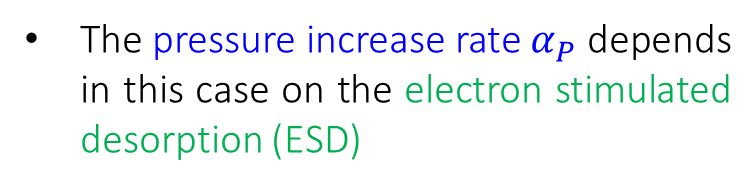 • The pressure increase rate α_P depends
in this case on the electron stimulated
desorption (ESD)